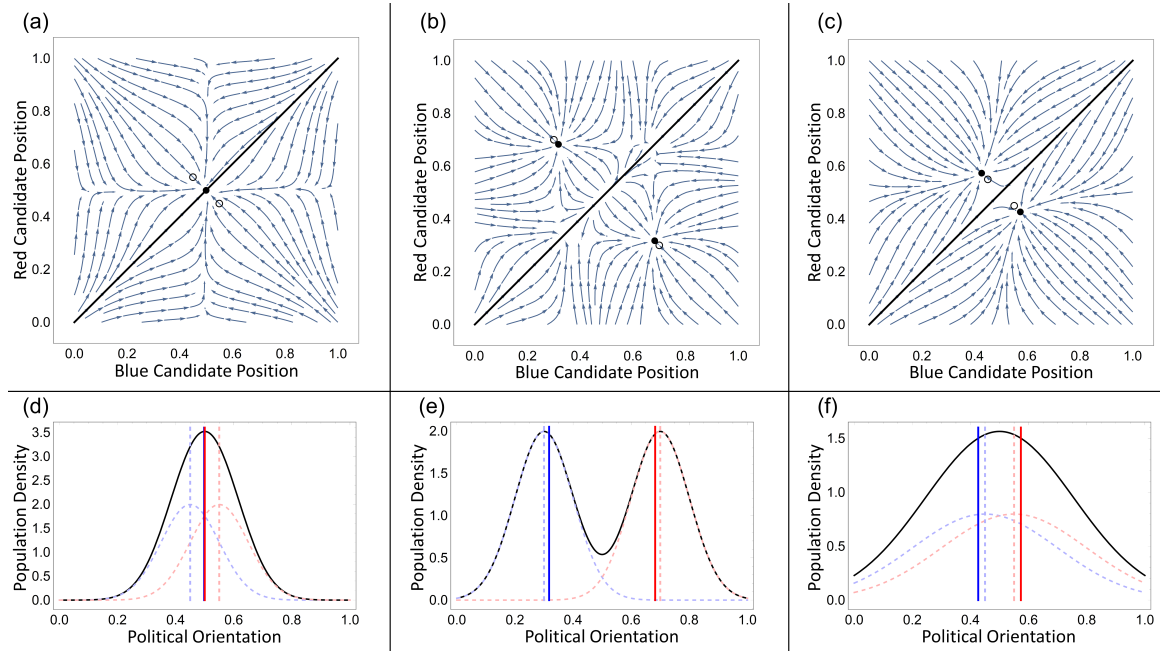 (a)
(b)
(c)
1.0
0.8
0.6
0.4
0.2
0.0
Red Candidate Position
0.0 0.2 0.4 0.6 0.8 1.0
Blue Candidate Position
1.0
0.8
0.6
0.4
0.2
0.0
Red Candidate Position
0.0 0.2 0.4 0.6 0.8 1.0
Blue Candidate Position
1.0
0.8
0.6
0.4
0.2
0.0
Red Candidate Position
0.0 0.2 0.4 0.6 0.8 1.0
Blue Candidate Position
(d)
(e)
(f)
3.5
3.0
2.5
2.0
1.5
1.0
0.5
0.0
Population Density
0.0 0.2 0.4 0.6 0.8 1.0
Political Orientation
2.0
1.5
1.0
0.5
0.0
Population Density
0.0 0.2 0.4 0.6 0.8 1.0
Political Orientation
1.5
1.0
0.5
0.0
Population Density
0.0 0.2 0.4 0.6 0.8 1.0
Political Orientation